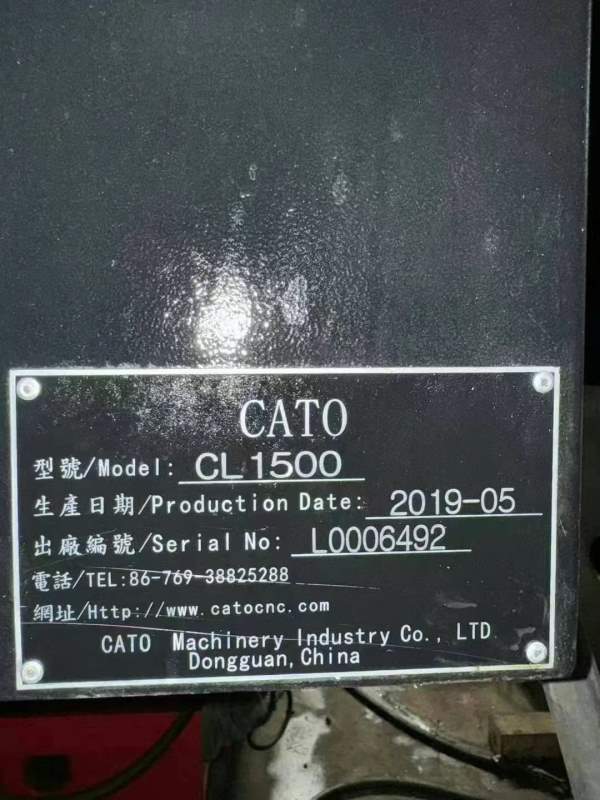 CATO
型號/Model: CL1500
生產日期/Production Date: 2019-05
出廠編號/Serial No: L0006492
電話/TEL:86-769-38825288
網址/Http://www.catocnc.com
CATO Machinery Industry Co., LTD
Dongguan, China